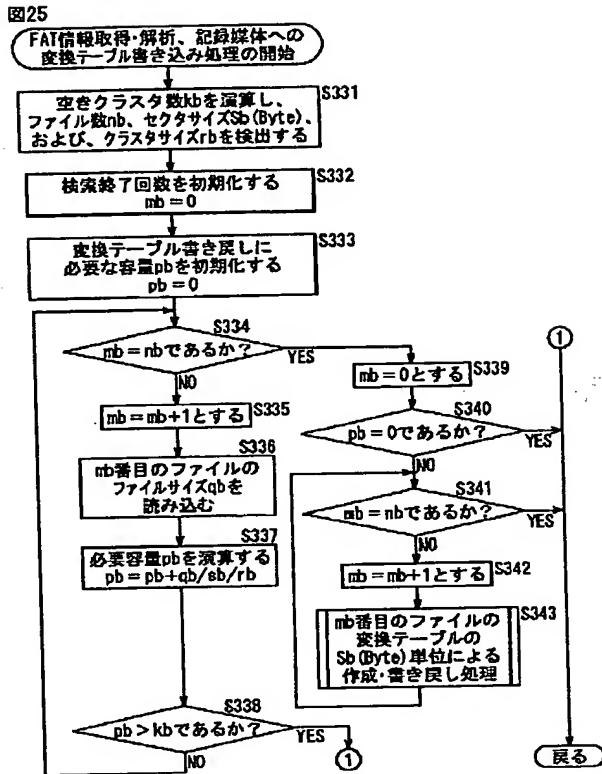 図25
FAT情報取得・解析、記録媒体への
変換テーブル書き込み処理の開始
S331
空きクラスタ数kbを演算し、
ファイル数nb、セクタサイズSb(Byte)、
および、クラスタサイズrbを検出する
S332
検索終了回数を初期化する
mb=0
S333
変換テーブル書き戻しに
必要な容量pbを初期化する
pb=0
S334
mb=nbであるか?
YES
NO
mb=mb+1とする
S335
S336
mb番目のファイルの
ファイルサイズqbを
読み込む
S337
必要容量pbを演算する
pb=pb+qb/sb/rb
S338
pb>kbであるか?
YES
NO
①
①
mb=0とする
S339
S340
pb=0であるか?
YES
NO
S341
mb=nbであるか?
YES
NO
mb=mb+1とする
S342
S343
mb番目のファイルの
変換テーブルの
Sb(Byte)単位による
作成・書き戻し処理
戻る